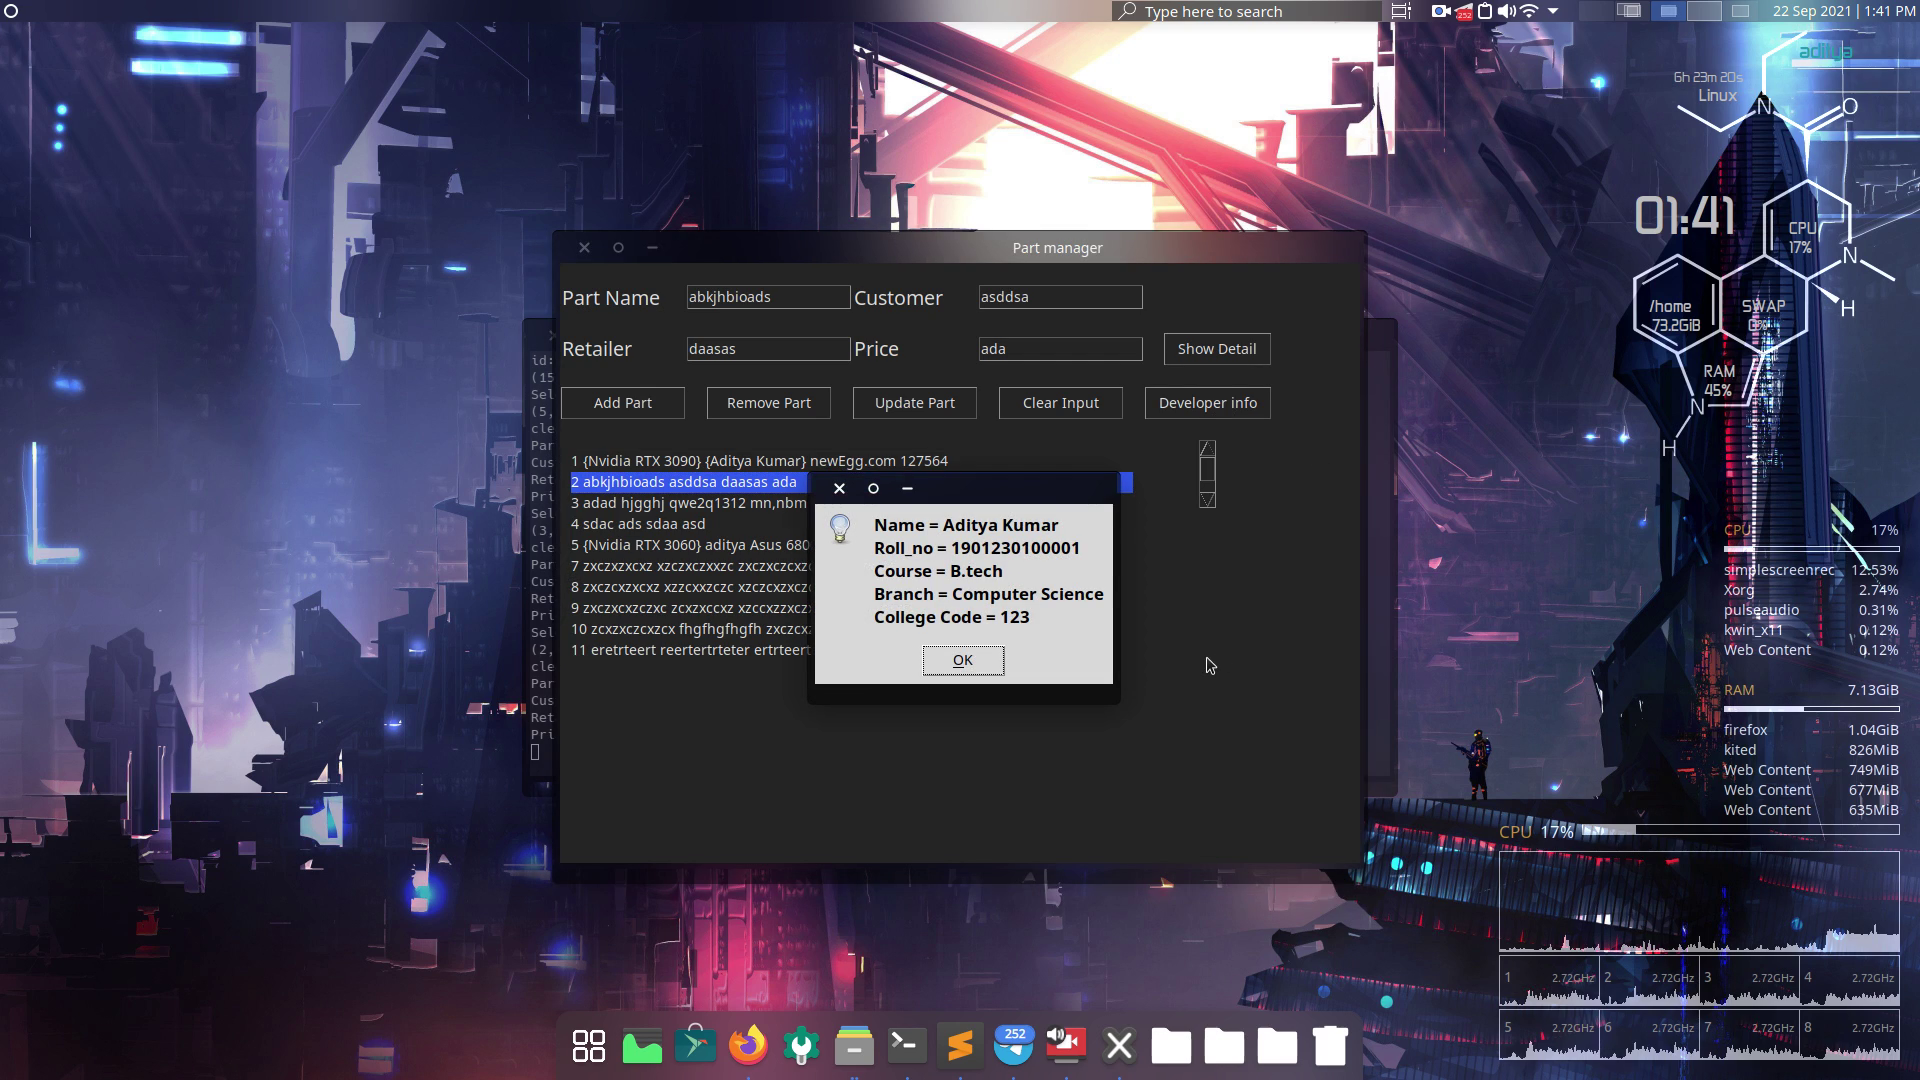 Type here to search
252
22 Sep 2021 | 1:41 PM
aditya
6h 23m 20s
Linux
N
O
01:41
CPU
17%
N
/home
73.2GiB
SWAP
0%
H
RAM
45%
N
H
Part manager
Part Name
abkjhbioads
Customer
asddsa
Retailer
daasas
Price
ada
Show Detail
Add Part
Remove Part
Update Part
Clear Input
Developer info
1 {Nvidia RTX 3090} {Aditya Kumar} newEgg.com 127564
2 abkjhbioads asddsa daasas ada
3 adad hjgghj qwe2q1312 mn,nbm
4 sdac ads sdaa asd
5 {Nvidia RTX 3060} aditya Asus 680
7 zxczxzxcxz xzczxczxxzc zxczxczcxzc
8 zxczczxcxz xzzcxxzczc xzczczxzxcz
9 zxczxcxzczxc zcxzxccxz xzccxzzxcz
10 zcxzxczcxzcx fhgfhgfhgfh zxczcx
11 eretrteert reertertrteter ertrteert
Name = Aditya Kumar
Roll_no = 1901230100001
Course = B.tech
Branch = Computer Science
College Code = 123
OK
id:
(15
Sel
(5,
cle
Par
Cus
Ret
Pri
Sel
(3,
cle
Par
Cus
Ret
Pri
Sel
(2,
cle
Par
Cus
Ret
Pri
CPU 17%
simplescreenrec 12.53%
Xorg 2.74%
pulseaudio 0.31%
kwin_x11 0.12%
Web Content 0.12%
RAM 7.13GiB
firefox 1.04GiB
kited 826MiB
Web Content 749MiB
Web Content 677MiB
Web Content 635MiB
CPU 17%
1 2.72GHz 2 2.72GHz 3 2.72GHz 4 2.72GHz
5 2.72GHz 6 2.72GHz 7 2.72GHz 8 2.72GHz
252